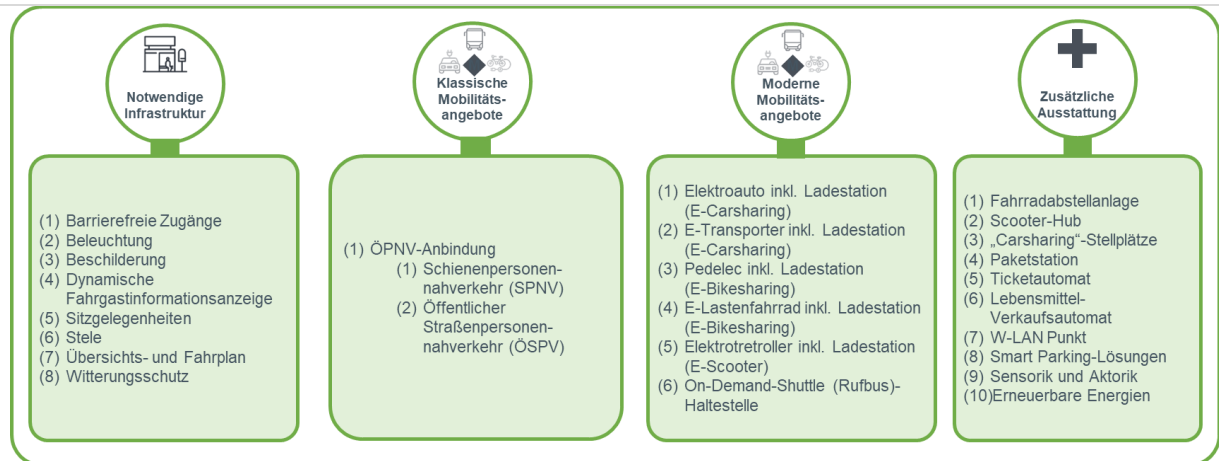 Notwendige
Infrastruktur
(1) Barrierefreie Zugänge
(2) Beleuchtung
(3) Beschilderung
(4) Dynamische
Fahrgastinformationsanzeige
(5) Sitzgelegenheiten
(6) Stele
(7) Übersichts- und Fahrplan
(8) Witterungsschutz
Klassische
Mobilitäts-
angebote
(1) ÖPNV-Anbindung
(1) Schienenpersonen-
nahverkehr (SPNV)
(2) Öffentlicher
Straßenpersonen-
nahverkehr (ÖSPV)
Moderne
Mobilitäts-
angebote
(1) Elektroauto inkl. Ladestation
(E-Carsharing)
(2) E-Transporter inkl. Ladestation
(E-Carsharing)
(3) Pedelec inkl. Ladestation
(E-Bikesharing)
(4) E-Lastenfahrrad inkl. Ladestation
(E-Bikesharing)
(5) Elektrotretroller inkl. Ladestation
(E-Scooter)
(6) On-Demand-Shuttle (Rufbus)-
Haltestelle
Zusätzliche
Ausstattung
(1) Fahrradabstellanlage
(2) Scooter-Hub
(3) „Carsharing“-Stellplätze
(4) Paketstation
(5) Ticketautomat
(6) Lebensmittel-
Verkaufsautomat
(7) W-LAN Punkt
(8) Smart Parking-Lösungen
(9) Sensorik und Aktorik
(10)Erneuerbare Energien